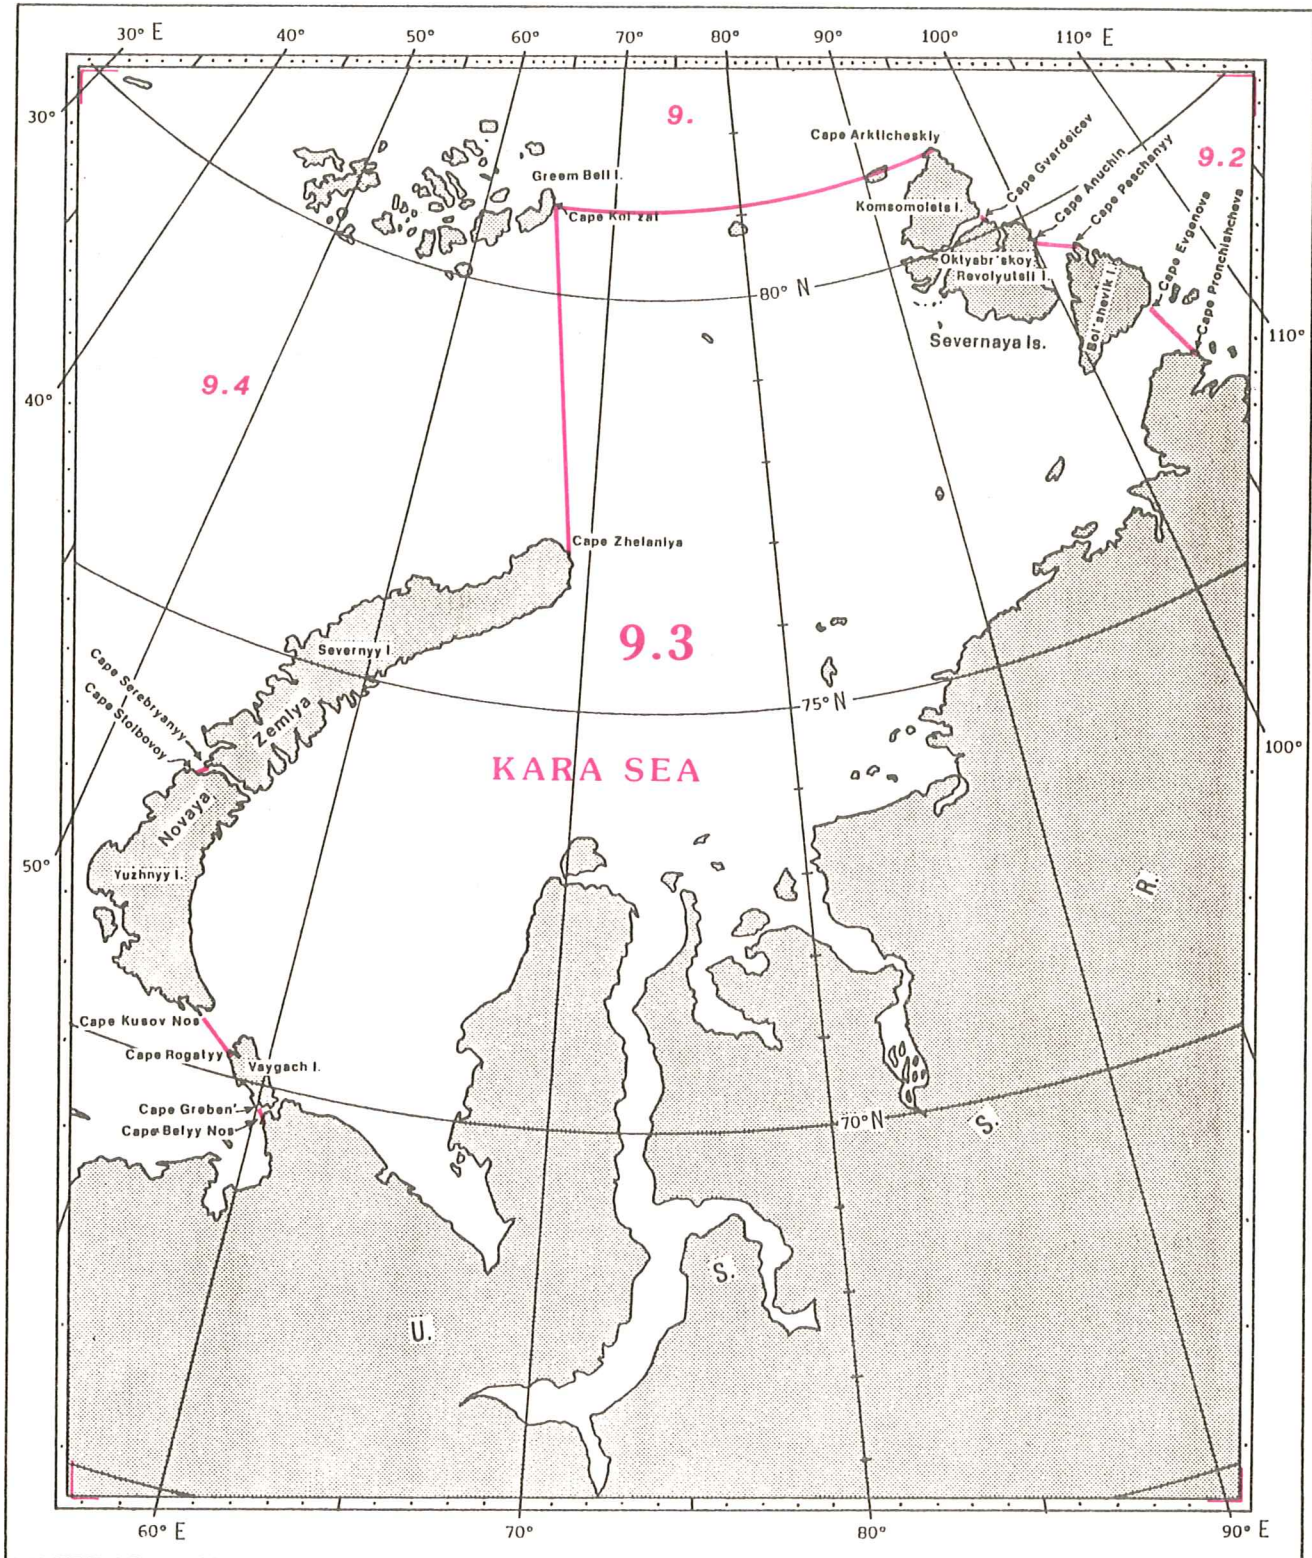 30° E 40° 50° 60° 70° 80° 90° 100° 110° E
30°
9.
Cape Arkticheskiy
Cape Gvardeicev
Cape Anuchin
Cape Peschanyy
9.2
Cape Evgenova
Cape Pronchishcheva
Greem Bell I.
Cape Kol'zat
Komsomolets I.
Oktyabr'skoy
Revolyutsii I.
Bol'shevik I.
80° N
Severnaya Is.
110°
9.4
40°
Cape Zhelaniya
9.3
Severnyy I.
Cape Serebryanyy
Cape Stolbovoy
Zemlya
75° N
100°
KARA SEA
Novaya
50°
Yuzhnyy I.
R.
Cape Kusov Nos
Cape Rogatyy
Vaygach I.
Cape Greben'
Cape Belyy Nos
70° N
S.
S.
U.
60° E 70° 80° 90° E